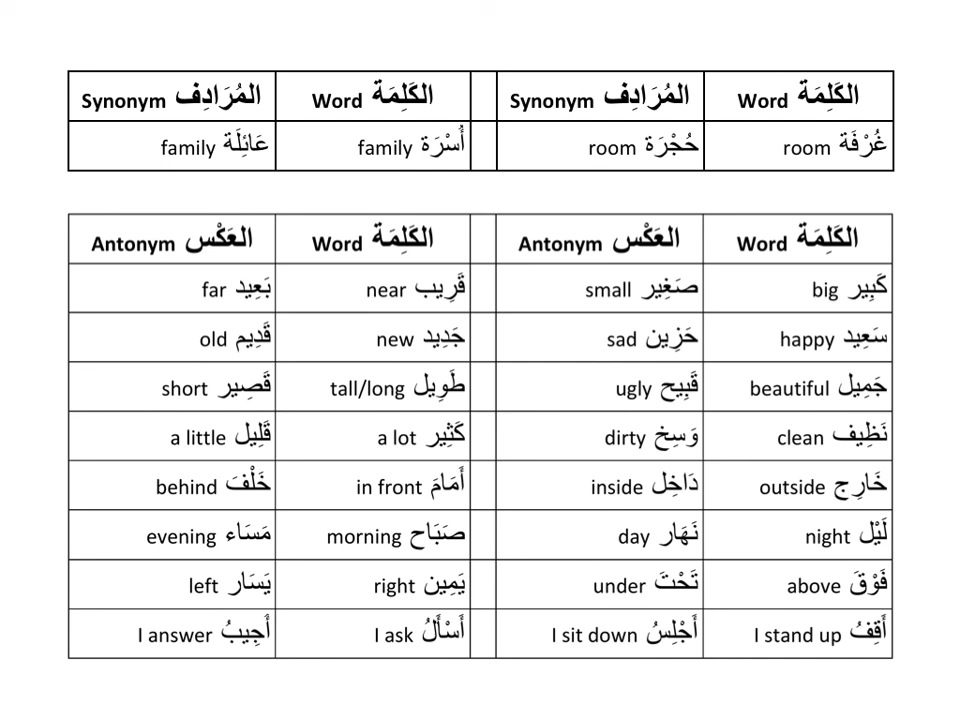 الكَلِمَة Word المُرَادِف Synonym الكَلِمَة Word المُرَادِف Synonym
غُرْفَة room حُجْرَة room أُسْرَة family عَائِلَة family
الكَلِمَة Word العَكْس Antonym الكَلِمَة Word العَكْس Antonym
كَبِير big صَغِير small قَرِيب near بَعِيد far
سَعِيد happy حَزِين sad جَدِيد new قَدِيم old
جَمِيل beautiful قَبِيح ugly طَوِيل tall/long قَصِير short
نَظِيف clean وَسِخ dirty كَثِير a lot قَلِيل a little
خَارِج outside دَاخِل inside أَمَامَ in front خَلْفَ behind
لَيْل night نَهَار day صَبَاح morning مَسَاء evening
فَوْقَ above تَحْتَ under يَمِين right يَسَار left
أَقِفُ I stand up أَجْلِسُ I sit down أَسْأَلُ I ask أُجِيبُ I answer